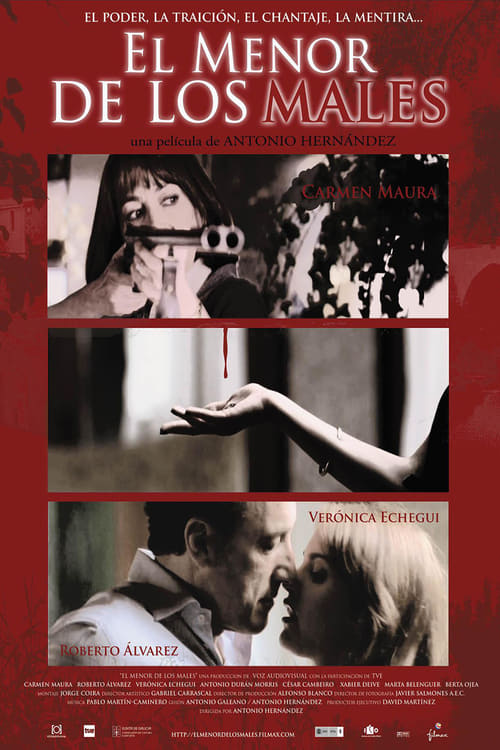 EL PODER, LA TRAICIÓN, EL CHANTAJE, LA MENTIRA...
EL MENOR
DE LOS MALES
una película de ANTONIO HERNÁNDEZ
CARMEN MAURA
VERÓNICA ECHEGUI
ROBERTO ÁLVAREZ
"EL MENOR DE LOS MALES" UNA PRODUCCION DE VOZ AUDIOVISUAL CON LA PARTICIPACIÓN DE TVE
CARMEN MAURA ROBERTO ÁLVAREZ VERÓNICA ECHEGUI ANTONIO DURÁN MORRIS CÉSAR CAMBEIRO XABIER DEIVE MARTA BELENGUER BERTA OJEA
MONTAJE JORGE COIRA DIRECTOR ARTÍSTICO GABRIEL CARRASCAL DIRECTOR DE PRODUCCIÓN ALFONSO BLANCO DIRECTOR DE FOTOGRAFÍA JAVIER SALMONES A.E.C.
MÚSICA PABLO MARTÍN-CAMINERO GUIÓN ANTONIO GALEANO / ANTONIO HERNÁNDEZ PRODUCTOR EJECUTIVO DAVID MARTÍNEZ
DIRIGIDA POR ANTONIO HERNÁNDEZ
tve
HTTP://ELMENORDELOSMALES.FILMAX.COM
filmax